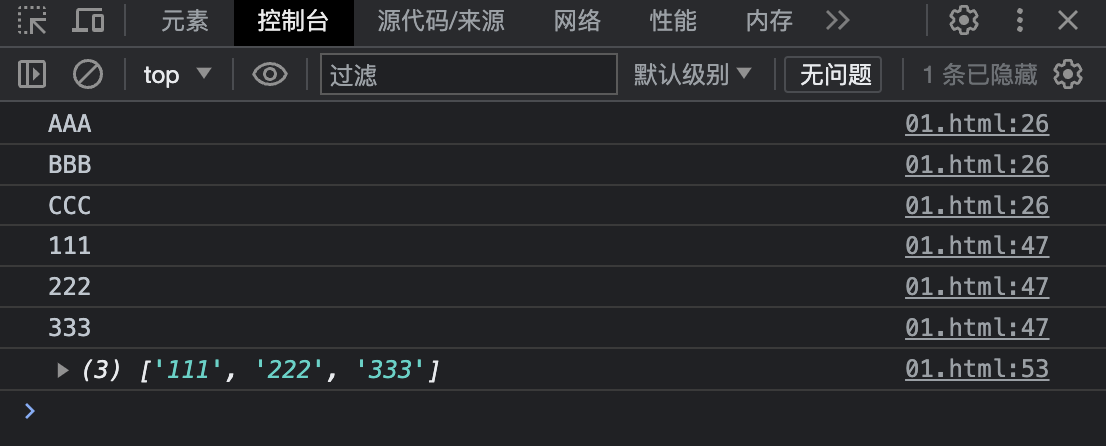 元素 控制台 源代码/来源 网络 性能 内存
top 过滤 默认级别 无问题 1 条已隐藏
AAA 01.html:26
BBB 01.html:26
CCC 01.html:26
111 01.html:47
222 01.html:47
333 01.html:47
(3) ['111', '222', '333'] 01.html:53